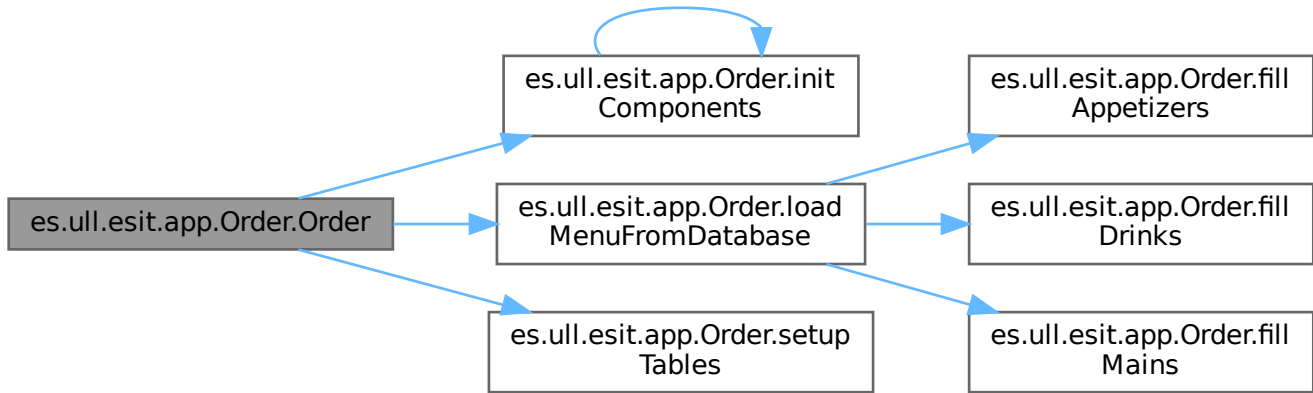 es.ull.esit.app.Order.Order
es.ull.esit.app.Order.init
Components
es.ull.esit.app.Order.load
MenuFromDatabase
es.ull.esit.app.Order.setup
Tables
es.ull.esit.app.Order.fill
Appetizers
es.ull.esit.app.Order.fill
Drinks
es.ull.esit.app.Order.fill
Mains